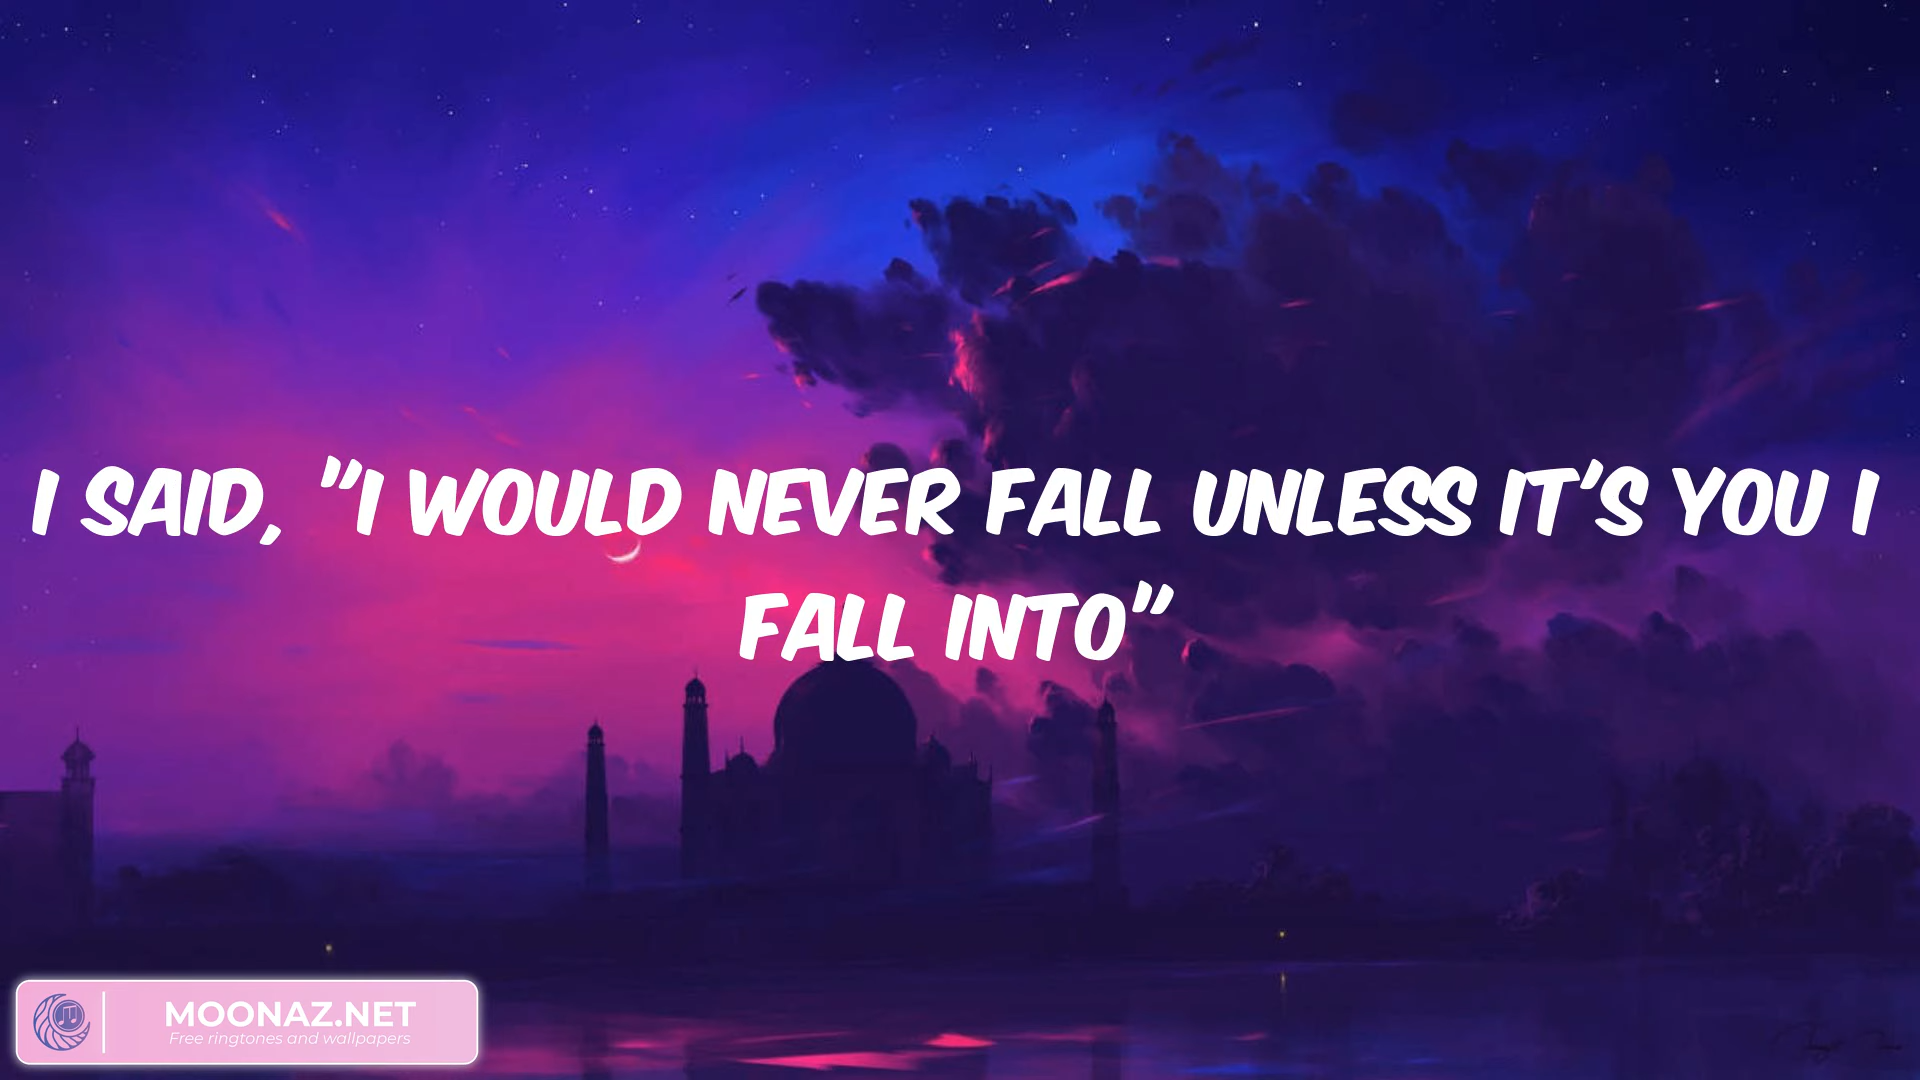 I SAID, "I WOULD NEVER FALL UNLESS IT'S YOU I
FALL INTO"
MOONAZ.NET
Free ringtones and wallpapers